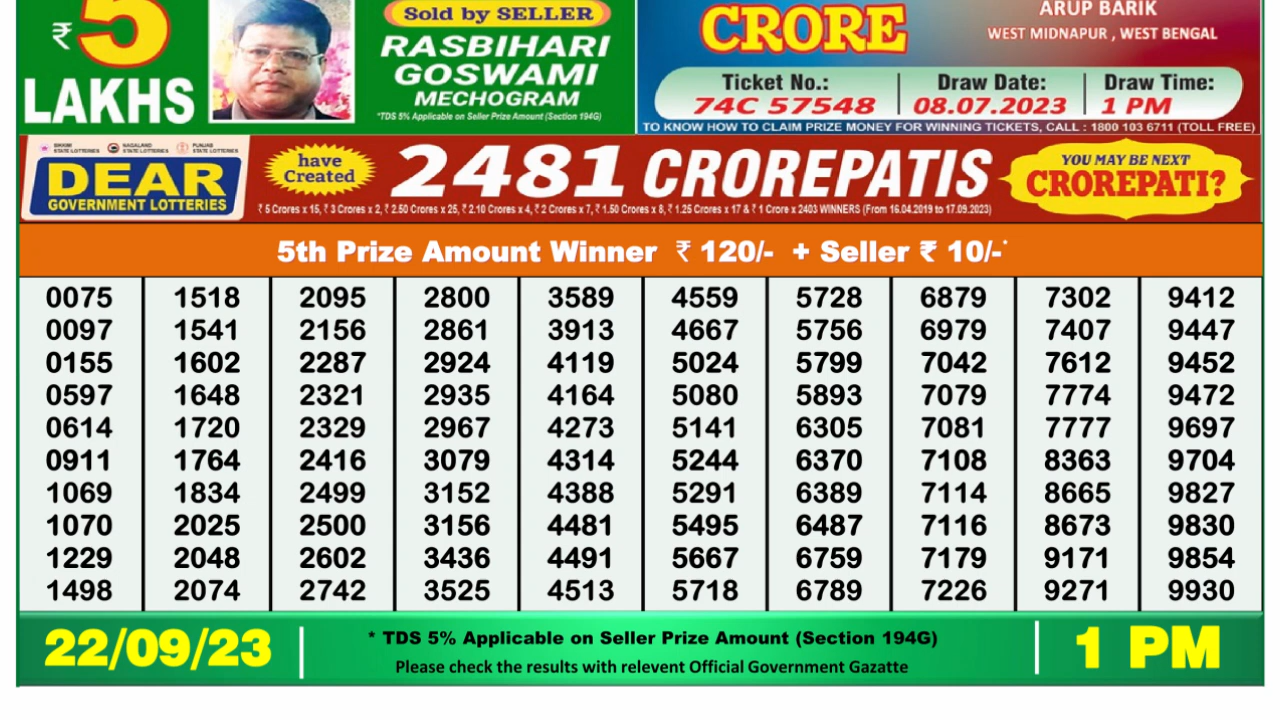 ₹ 5
LAKHS
Sold by SELLER
RASBIHARI
GOSWAMI
MECHOGRAM
*TDS 5% Applicable on Seller Prize Amount (Section 194G)
CRORE
ARUP BARIK
WEST MIDNAPUR , WEST BENGAL
Ticket No.: Draw Date: Draw Time:
74C 57548 08.07.2023 1 PM
TO KNOW HOW TO CLAIM PRIZE MONEY FOR WINNING TICKETS, CALL : 1800 103 6711 (TOLL FREE)
SIKKIM STATE LOTTERIES NAGALAND STATE LOTTERIES PUNJAB STATE LOTTERIES
DEAR
GOVERNMENT LOTTERIES
have
Created
2481 CROREPATIS
₹ 5 Crores x 15, ₹ 3 Crores x 2, ₹ 2.50 Crores x 25, ₹ 2.10 Crores x 4, ₹ 2 Crores x 7, ₹ 1.50 Crores x 8, ₹ 1.25 Crores x 17 & ₹ 1 Crore x 2403 WINNERS (From 16.04.2019 to 17.09.2023)
YOU MAY BE NEXT
CROREPATI?
5th Prize Amount Winner ₹ 120/- + Seller ₹ 10/-*
0075 1518 2095 2800 3589 4559 5728 6879 7302 9412
0097 1541 2156 2861 3913 4667 5756 6979 7407 9447
0155 1602 2287 2924 4119 5024 5799 7042 7612 9452
0597 1648 2321 2935 4164 5080 5893 7079 7774 9472
0614 1720 2329 2967 4273 5141 6305 7081 7777 9697
0911 1764 2416 3079 4314 5244 6370 7108 8363 9704
1069 1834 2499 3152 4388 5291 6389 7114 8665 9827
1070 2025 2500 3156 4481 5495 6487 7116 8673 9830
1229 2048 2602 3436 4491 5667 6759 7179 9171 9854
1498 2074 2742 3525 4513 5718 6789 7226 9271 9930
22/09/23
* TDS 5% Applicable on Seller Prize Amount (Section 194G)
Please check the results with relevent Official Government Gazatte
1 PM